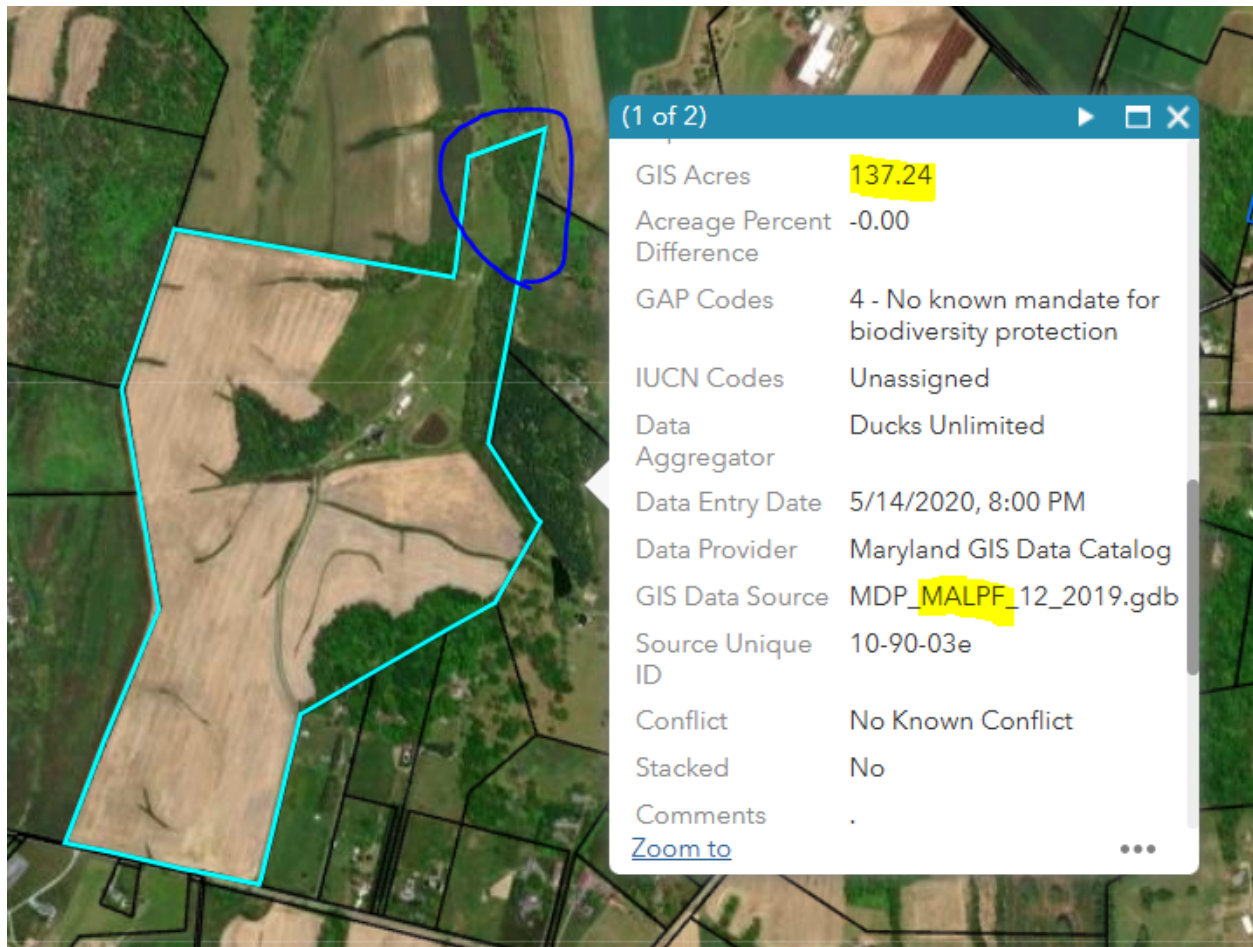 (1 of 2)
GIS Acres 137.24
Acreage Percent -0.00
Difference
GAP Codes 4 - No known mandate for
biodiversity protection
IUCN Codes Unassigned
Data Ducks Unlimited
Aggregator
Data Entry Date 5/14/2020, 8:00 PM
Data Provider Maryland GIS Data Catalog
GIS Data Source MDP_MALPF_12_2019.gdb
Source Unique 10-90-03e
ID
Conflict No Known Conflict
Stacked No
Comments .
Zoom to